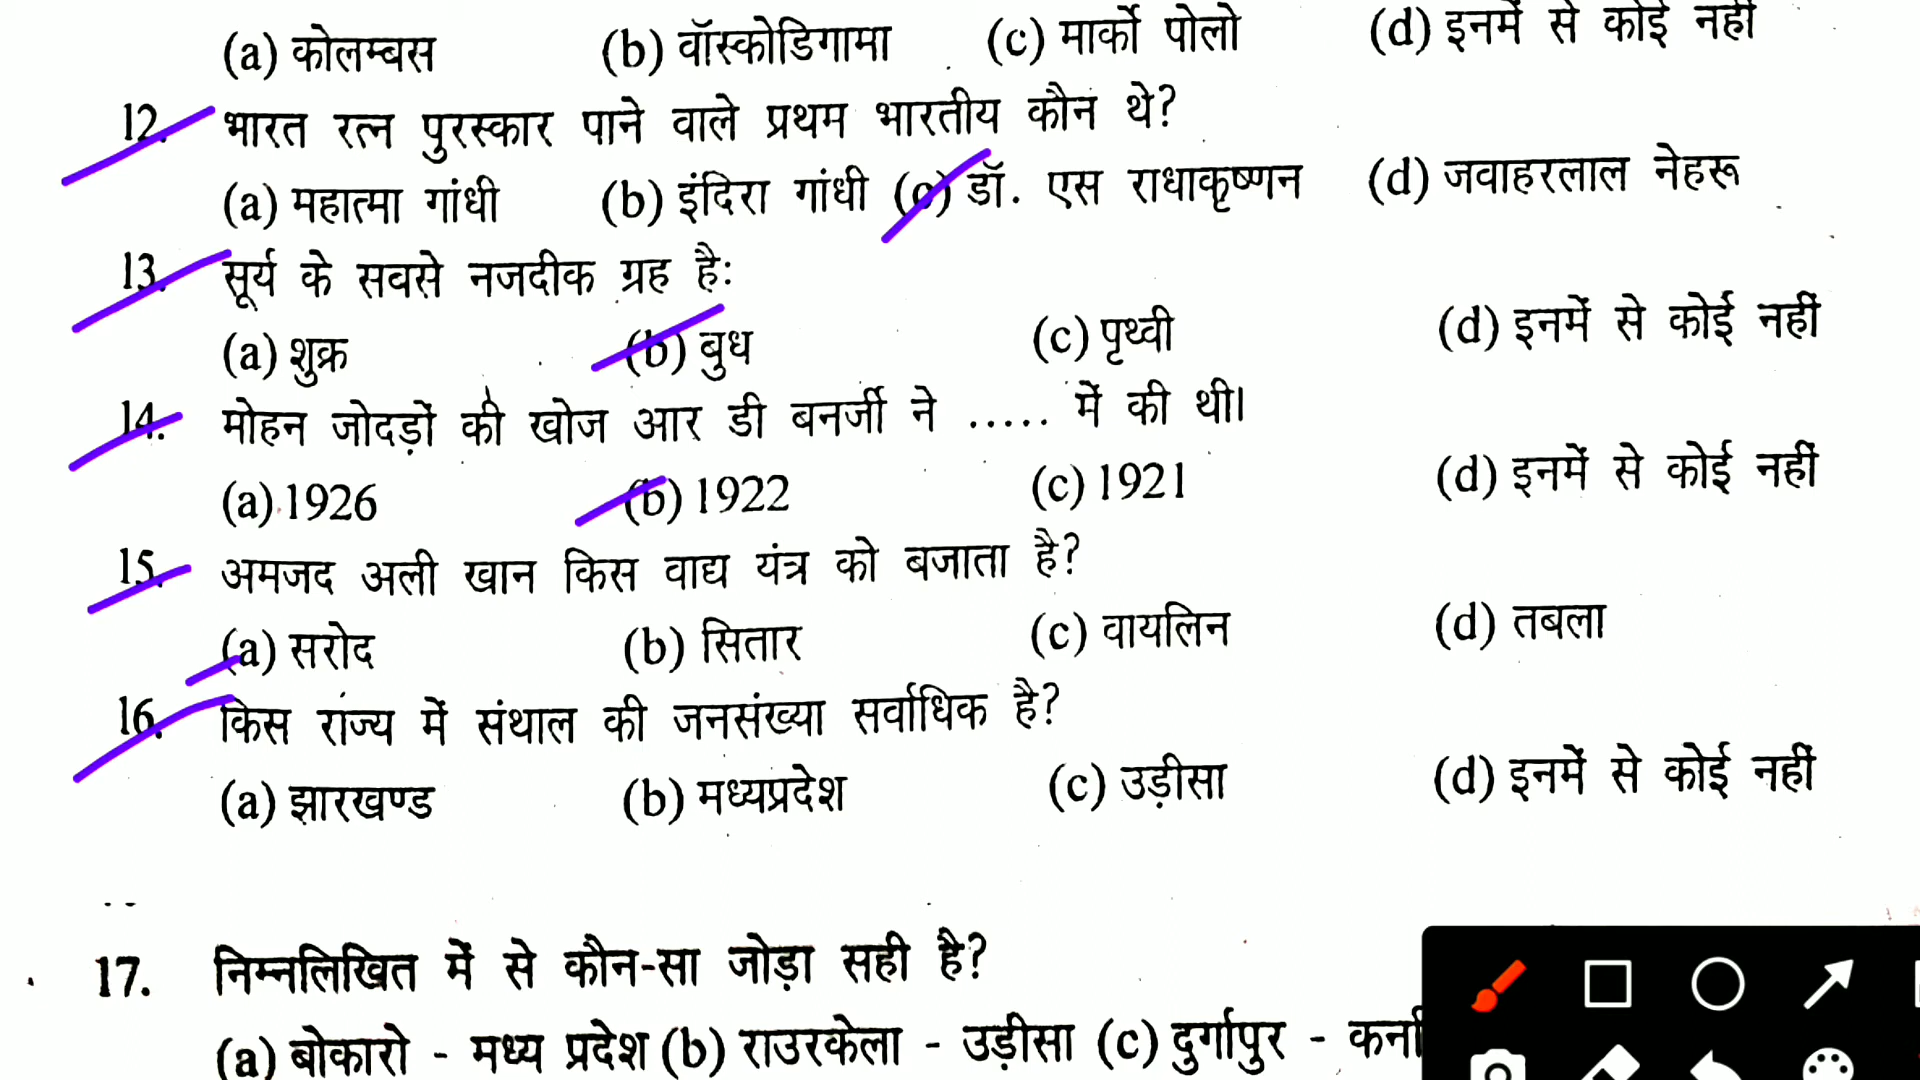 (a) कोलम्बस (b) वॉस्कोडिगामा (c) मार्को पोलो (d) इनमें से कोई नहीं
12. भारत रत्न पुरस्कार पाने वाले प्रथम भारतीय कौन थे?
(a) महात्मा गांधी (b) इंदिरा गांधी (c) डॉ. एस राधाकृष्णन (d) जवाहरलाल नेहरू
13. सूर्य के सबसे नजदीक ग्रह है:
(a) शुक्र (b) बुध (c) पृथ्वी (d) इनमें से कोई नहीं
14. मोहन जोदड़ों की खोज आर डी बनर्जी ने ..... में की थी।
(a) 1926 (b) 1922 (c) 1921 (d) इनमें से कोई नहीं
15. अमजद अली खान किस वाद्य यंत्र को बजाता है?
(a) सरोद (b) सितार (c) वायलिन (d) तबला
16. किस राज्य में संथाल की जनसंख्या सर्वाधिक है?
(a) झारखण्ड (b) मध्यप्रदेश (c) उड़ीसा (d) इनमें से कोई नहीं
17. निम्नलिखित में से कौन-सा जोड़ा सही है?
(a) बोकारो - मध्य प्रदेश (b) राउरकेला - उड़ीसा (c) दुर्गापुर -